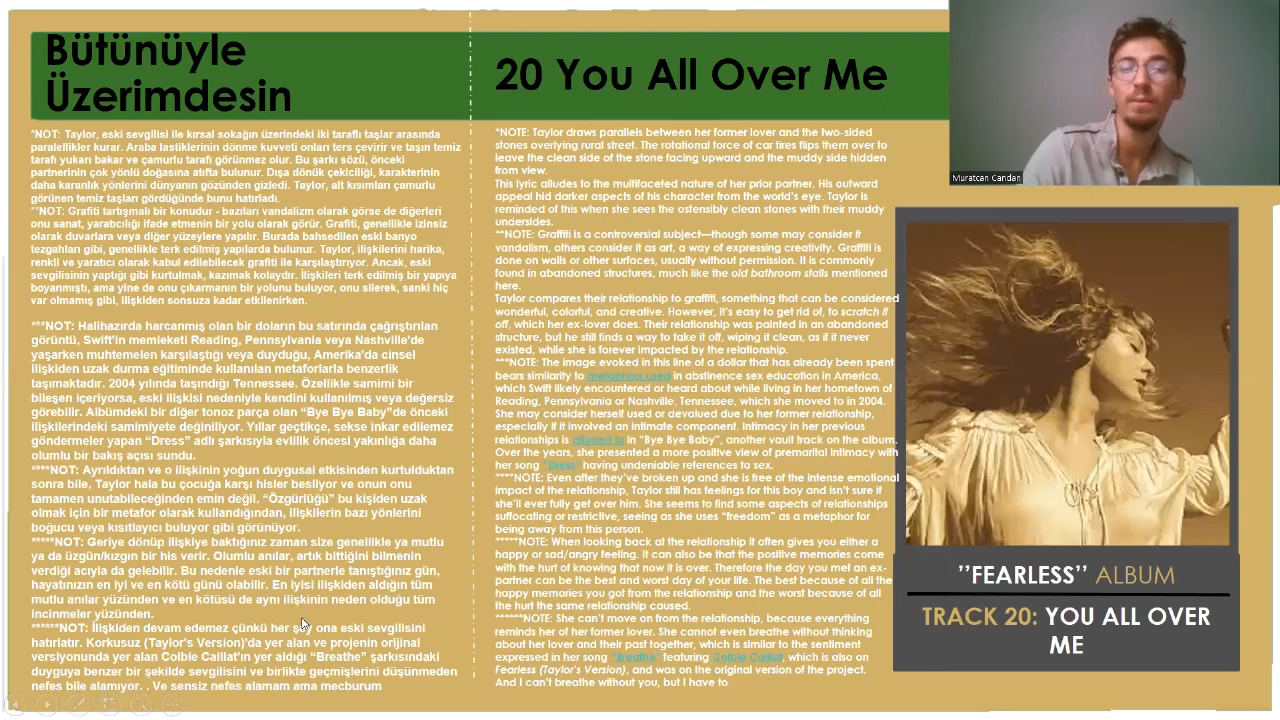 Bütünüyle
Üzerimdesin
*NOT: Taylor, eski sevgilisi ile kırsal sokağın üzerindeki iki taraflı taşlar arasında
paralellikler kurar. Araba lastiklerinin dönme kuvveti onları ters çevirir ve taşın temiz
tarafı yukarı bakar ve çamurlu tarafı görünmez olur. Bu şarkı sözü, önceki
partnerinin çok yönlü doğasına atıfta bulunur. Dışa dönük çekiciliği, karakterinin
daha karanlık yönlerini dünyanın gözünden gizledi. Taylor, alt kısımları çamurlu
görünen temiz taşları gördüğünde bunu hatırladı.
**NOT: Grafiti tartışmalı bir konudur - bazıları vandalizm olarak görse de diğerleri
onu sanat, yaratıcılığı ifade etmenin bir yolu olarak görür. Grafiti, genellikle izinsiz
olarak duvarlara veya diğer yüzeylere yapılır. Burada bahsedilen eski banyo
tezgahları gibi, genellikle terk edilmiş yapılarda bulunur. Taylor, ilişkilerini harika,
renkli ve yaratıcı olarak kabul edilebilecek grafiti ile karşılaştırıyor. Ancak, eski
sevgilisinin yaptığı gibi kurtulmak, kazımak kolaydır. İlişkileri terk edilmiş bir yapıya
boyanmıştı, ama yine de onu çıkarmanın bir yolunu buluyor, onu silerek, sanki hiç
var olmamış gibi, ilişkiden sonsuza kadar etkilenirken.
***NOT: Halihazırda harcanmış olan bir doların bu satırında çağrıştırılan
görüntü, Swift'in memleketi Reading, Pennsylvania veya Nashville'de
yaşarken muhtemelen karşılaştığı veya duyduğu, Amerika'da cinsel
ilişkiden uzak durma eğitiminde kullanılan metaforlarla benzerlik
taşımaktadır. 2004 yılında taşındığı Tennessee. Özellikle samimi bir
bileşen içeriyorsa, eski ilişkisi nedeniyle kendini kullanılmış veya değersiz
görebilir. Albümdeki bir diğer tonoz parça olan “Bye Bye Baby”de önceki
ilişkilerindeki samimiyete değiniliyor. Yıllar geçtikçe, sekse inkar edilemez
göndermeler yapan “Dress” adlı şarkısıyla evlilik öncesi yakınlığa daha
olumlu bir bakış açısı sundu.
****NOT: Ayrıldıktan ve o ilişkinin yoğun duygusal etkisinden kurtulduktan
sonra bile, Taylor hala bu çocuğa karşı hisler besliyor ve onun onu
tamamen unutabileceğinden emin değil. “Özgürlüğü” bu kişiden uzak
olmak için bir metafor olarak kullandığından, ilişkilerin bazı yönlerini
boğucu veya kısıtlayıcı buluyor gibi görünüyor.
*****NOT: Geriye dönüp ilişkiye baktığınız zaman size genellikle ya mutlu
ya da üzgün/kızgın bir his verir. Olumlu anılar, artık bittiğini bilmenin
verdiği acıyla da gelebilir. Bu nedenle eski bir partnerle tanıştığınız gün,
hayatınızın en iyi ve en kötü günü olabilir. En iyisi ilişkiden aldığın tüm
mutlu anılar yüzünden ve en kötüsü de aynı ilişkinin neden olduğu tüm
incinmeler yüzünden.
******NOT: İlişkiden devam edemez çünkü her şey ona eski sevgilisini
hatırlatır. Korkusuz (Taylor's Version)'da yer alan ve projenin orijinal
versiyonunda yer alan Colbie Caillat'ın yer aldığı “Breathe” şarkısındaki
duyguya benzer bir şekilde sevgilisini ve birlikte geçmişlerini düşünmeden
nefes bile alamıyor. . Ve sensiz nefes alamam ama mecburum
20 You All Over Me
*NOTE: Taylor draws parallels between her former lover and the two-sided
stones overlying rural street. The rotational force of car tires flips them over to
leave the clean side of the stone facing upward and the muddy side hidden
from view.
This lyric alludes to the multifaceted nature of her prior partner. His outward
appeal hid darker aspects of his character from the world's eye. Taylor is
reminded of this when she sees the ostensibly clean stones with their muddy
undersides.
**NOTE: Graffiti is a controversial subject—though some may consider it
vandalism, others consider it as art, a way of expressing creativity. Graffiti is
done on walls or other surfaces, usually without permission. It is commonly
found in abandoned structures, much like the old bathroom stalls mentioned
here.
Taylor compares their relationship to graffiti, something that can be considered
wonderful, colorful, and creative. However, it's easy to get rid of, to scratch if
off, which her ex-lover does. Their relationship was painted in an abandoned
structure, but he still finds a way to take it off, wiping it clean, as if it never
existed, while she is forever impacted by the relationship.
***NOTE: The image evoked in this line of a dollar that has already been spent
bears similarity to metaphors used in abstinence sex education in America,
which Swift likely encountered or heard about while living in her hometown of
Reading, Pennsylvania or Nashville, Tennessee, which she moved to in 2004.
She may consider herself used or devalued due to her former relationship,
especially if it involved an intimate component. Intimacy in her previous
relationships is alluded to in “Bye Bye Baby”, another vault track on the album.
Over the years, she presented a more positive view of premarital intimacy with
her song “Dress” having undeniable references to sex.
****NOTE: Even after they've broken up and she is free of the intense emotional
impact of the relationship, Taylor still has feelings for this boy and isn't sure if
she'll ever fully get over him. She seems to find some aspects of relationships
suffocating or restrictive, seeing as she uses “freedom” as a metaphor for
being away from this person.
*****NOTE: When looking back at the relationship it often gives you either a
happy or sad/angry feeling. It can also be that the positive memories come
with the hurt of knowing that now it is over. Therefore the day you met an ex-
partner can be the best and worst day of your life. The best because of all the
happy memories you got from the relationship and the worst because of all
the hurt the same relationship caused.
******NOTE: She can't move on from the relationship, because everything
reminds her of her former lover. She cannot even breathe without thinking
about her lover and their past together, which is similar to the sentiment
expressed in her song “Breathe” featuring Colbie Caillat, which is also on
Fearless (Taylor's Version), and was on the original version of the project.
And I can't breathe without you, but I have to
Muratcan Candan
’’FEARLESS’’ ALBUM
TRACK 20: YOU ALL OVER
ME